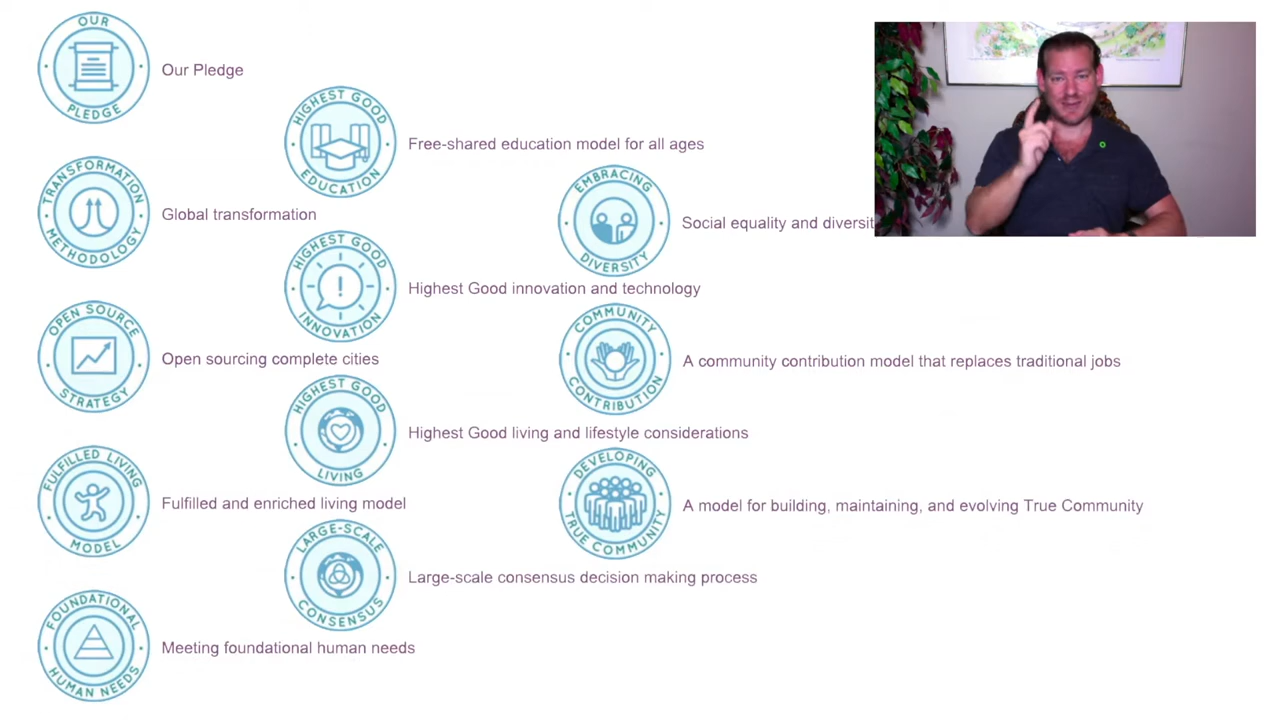 OUR PLEDGE
Our Pledge
HIGHEST GOOD EDUCATION
Free-shared education model for all ages
TRANSFORMATION METHODOLOGY
Global transformation
EMBRACING DIVERSITY
Social equality and diversit
HIGHEST GOOD INNOVATION
Highest Good innovation and technology
OPEN SOURCE STRATEGY
Open sourcing complete cities
COMMUNITY CONTRIBUTION
A community contribution model that replaces traditional jobs
HIGHEST GOOD LIVING
Highest Good living and lifestyle considerations
FULFILLED LIVING MODEL
Fulfilled and enriched living model
DEVELOPING TRUE COMMUNITY
A model for building, maintaining, and evolving True Community
LARGE-SCALE CONSENSUS
Large-scale consensus decision making process
FOUNDATIONAL HUMAN NEEDS
Meeting foundational human needs